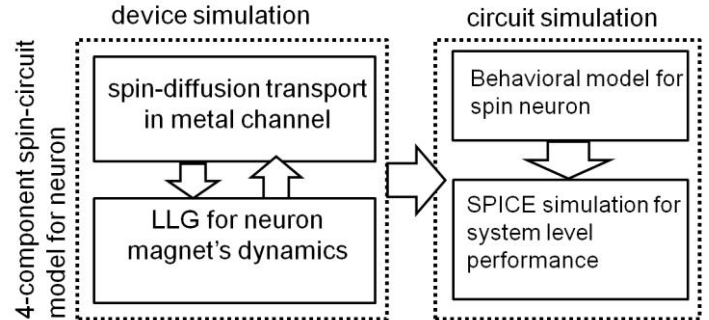 device simulation
circuit simulation
4-component spin-circuit
model for neuron
spin-diffusion transport
in metal channel
LLG for neuron
magnet's dynamics
Behavioral model for
spin neuron
SPICE simulation for
system level
performance